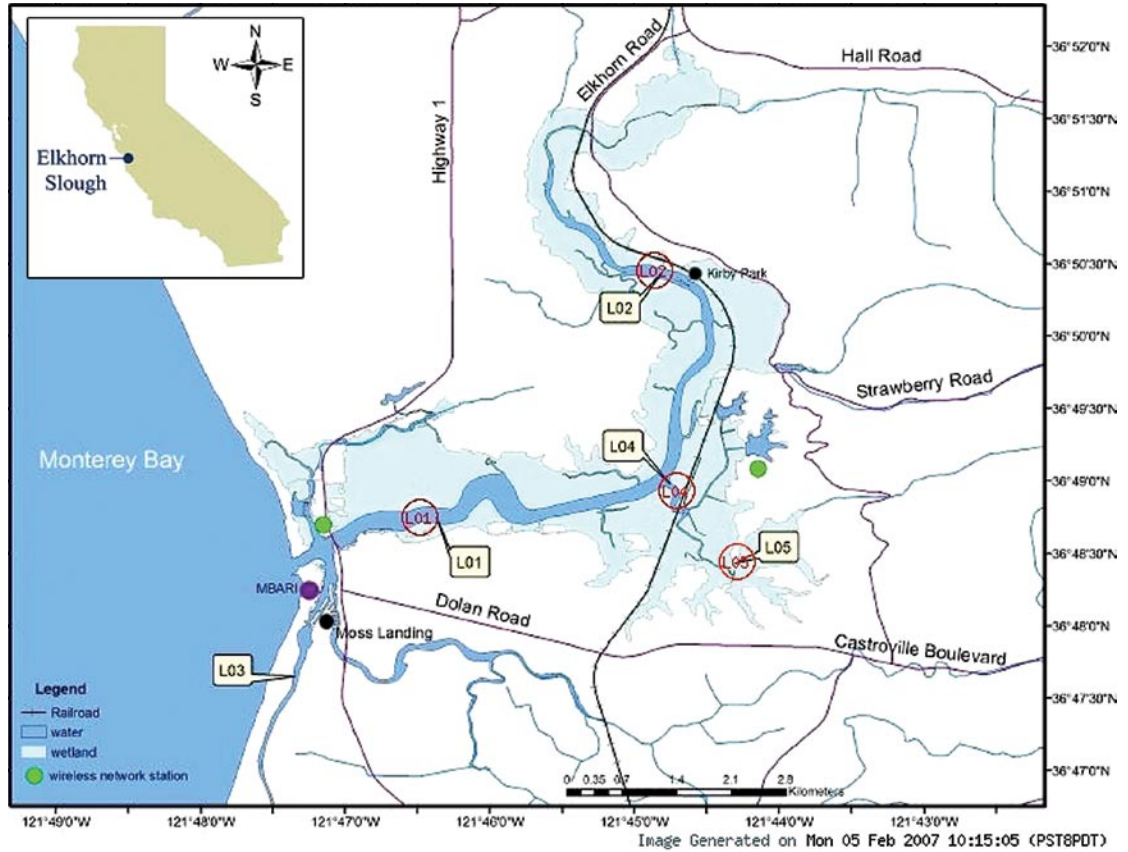 N
W E
S
Elkhorn
Slough
Highway 1
Elkhorn Road
Hall Road
36°52'0"N
36°51'30"N
36°51'0"N
36°50'30"N
36°50'0"N
36°49'30"N
36°49'0"N
36°48'30"N
36°48'0"N
36°47'30"N
36°47'0"N
L02
Kirby Park
L02
Strawberry Road
Monterey Bay
L04
L04
L01
L01
L05
L05
MBARI
Dolan Road
Moss Landing
Castroville Boulevard
L03
Legend
Railroad
water
wetland
wireless network station
0 0.35 0.7 1.4 2.1 2.8
Kilometers
121°49'0"W 121°48'0"W 121°47'0"W 121°46'0"W 121°45'0"W 121°44'0"W 121°43'0"W
Image Generated on Mon 05 Feb 2007 10:15:05 (PST8PDT)